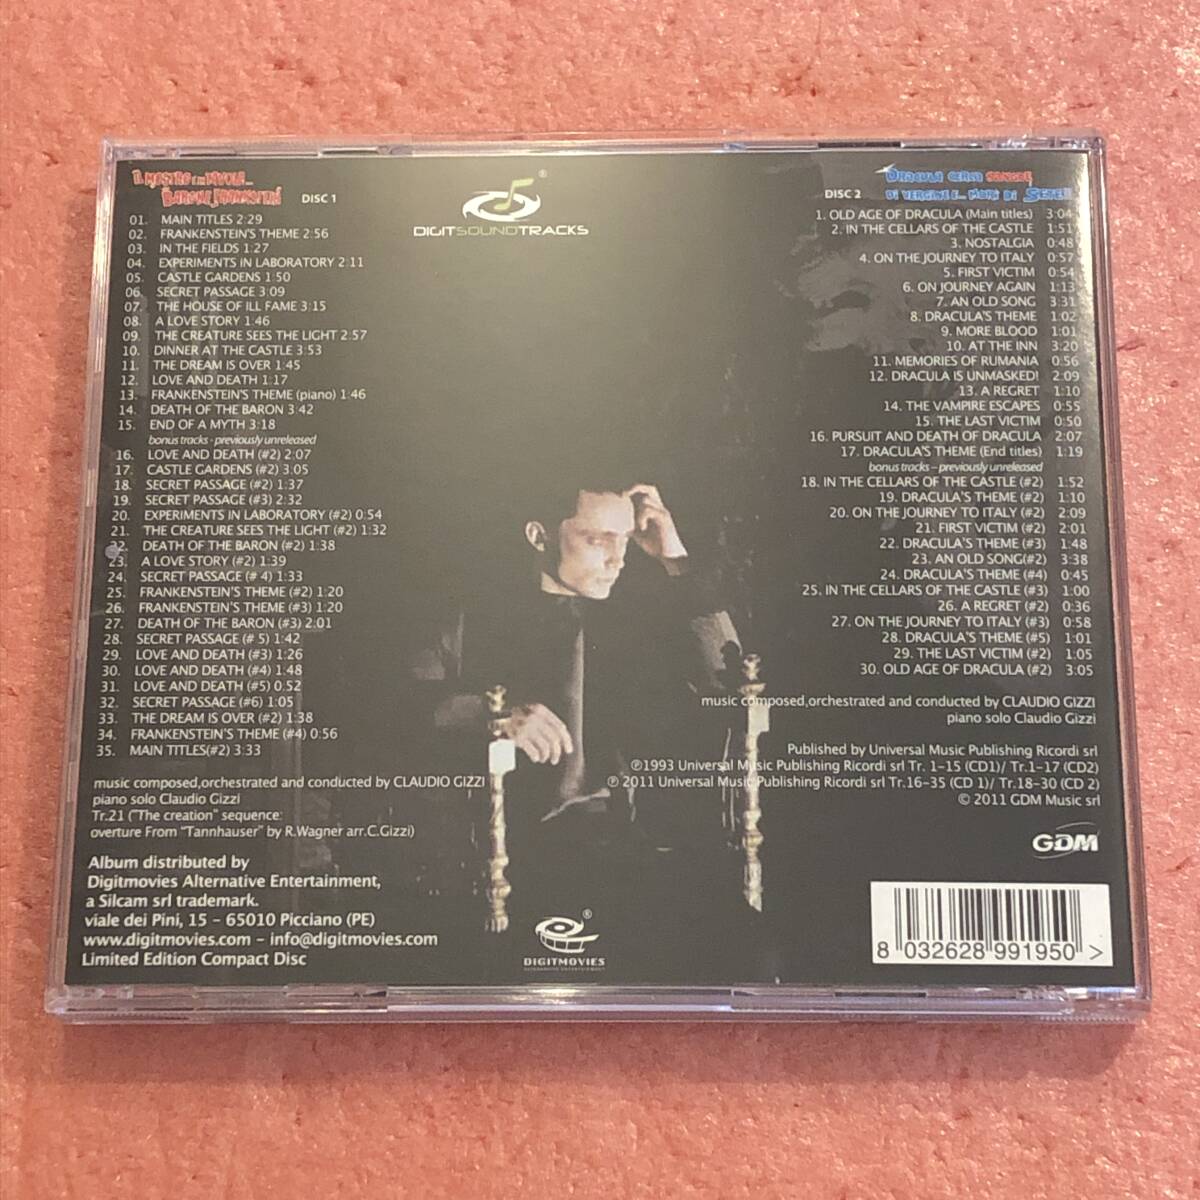 IL MOSTRO È IN TAVOLA...
BARONE FRANKSTEIN
DISC 1
01. MAIN TITLES 2:29
02. FRANKENSTEIN'S THEME 2:56
03. IN THE FIELDS 1:27
04. EXPERIMENTS IN LABORATORY 2:11
05. CASTLE GARDENS 1:50
06. SECRET PASSAGE 3:09
07. THE HOUSE OF ILL FAME 3:15
08. A LOVE STORY 1:46
09. THE CREATURE SEES THE LIGHT 2:57
10. DINNER AT THE CASTLE 3:53
11. THE DREAM IS OVER 1:45
12. LOVE AND DEATH 1:17
13. FRANKENSTEIN'S THEME (piano) 1:46
14. DEATH OF THE BARON 3:42
15. END OF A MYTH 3:18
bonus tracks - previously unreleased
16. LOVE AND DEATH (#2) 2:07
17. CASTLE GARDENS (#2) 3:05
18. SECRET PASSAGE (#2) 1:37
19. SECRET PASSAGE (#3) 2:32
20. EXPERIMENTS IN LABORATORY (#2) 0:54
21. THE CREATURE SEES THE LIGHT (#2) 1:32
22. DEATH OF THE BARON (#2) 1:38
23. A LOVE STORY (#2) 1:39
24. SECRET PASSAGE (# 4) 1:33
25. FRANKENSTEIN'S THEME (#2) 1:20
26. FRANKENSTEIN'S THEME (#3) 1:20
27. DEATH OF THE BARON (#3) 2:01
28. SECRET PASSAGE (# 5) 1:42
29. LOVE AND DEATH (#3) 1:26
30. LOVE AND DEATH (#4) 1:48
31. LOVE AND DEATH (#5) 0:52
32. SECRET PASSAGE (#6) 1:05
33. THE DREAM IS OVER (#2) 1:38
34. FRANKENSTEIN'S THEME (#4) 0:56
35. MAIN TITLES(#2) 3:33
music composed,orchestrated and conducted by CLAUDIO GIZZI
piano solo Claudio Gizzi
Tr.21 ("The creation" sequence:
overture From "Tannhauser" by R.Wagner arr.C.Gizzi)
Album distributed by
Digitmovies Alternative Entertainment,
a Silcam srl trademark.
viale dei Pini, 15 - 65010 Picciano (PE)
www.digitmovies.com - info@digitmovies.com
Limited Edition Compact Disc
®
DIGITSOUNDTRACKS
DISC 2
DRACULA CERCA SANGUE
DI VERGINE E... MORÌ DI SETE!!
1. OLD AGE OF DRACULA (Main titles) 3:04
2. IN THE CELLARS OF THE CASTLE 1:51
3. NOSTALGIA 0:48
4. ON THE JOURNEY TO ITALY 0:57
5. FIRST VICTIM 0:54
6. ON JOURNEY AGAIN 1:13
7. AN OLD SONG 3:31
8. DRACULA'S THEME 1:02
9. MORE BLOOD 1:01
10. AT THE INN 3:20
11. MEMORIES OF RUMANIA 0:56
12. DRACULA IS UNMASKED! 2:09
13. A REGRET 1:10
14. THE VAMPIRE ESCAPES 0:55
15. THE LAST VICTIM 0:50
16. PURSUIT AND DEATH OF DRACULA 2:07
17. DRACULA'S THEME (End titles) 1:19
bonus tracks – previously unreleased
18. IN THE CELLARS OF THE CASTLE (#2) 1:52
19. DRACULA'S THEME (#2) 1:10
20. ON THE JOURNEY TO ITALY (#2) 2:09
21. FIRST VICTIM (#2) 2:01
22. DRACULA'S THEME (#3) 1:48
23. AN OLD SONG(#2) 3:38
24. DRACULA'S THEME (#4) 0:45
25. IN THE CELLARS OF THE CASTLE (#3) 1:00
26. A REGRET (#2) 0:36
27. ON THE JOURNEY TO ITALY (#3) 0:58
28. DRACULA'S THEME (#5) 1:01
29. THE LAST VICTIM (#2) 1:05
30. OLD AGE OF DRACULA (#2) 3:05
music composed,orchestrated and conducted by CLAUDIO GIZZI
piano solo Claudio Gizzi
Published by Universal Music Publishing Ricordi srl
℗1993 Universal Music Publishing Ricordi srl Tr. 1-15 (CD1)/ Tr.1-17 (CD2)
℗ 2011 Universal Music Publishing Ricordi srl Tr.16-35 (CD 1)/ Tr.18-30 (CD 2)
© 2011 GDM Music srl
GDM
8 032628 991950 >
®
DIGITMOVIES
ALTERNATIVE ENTERTAINMENT